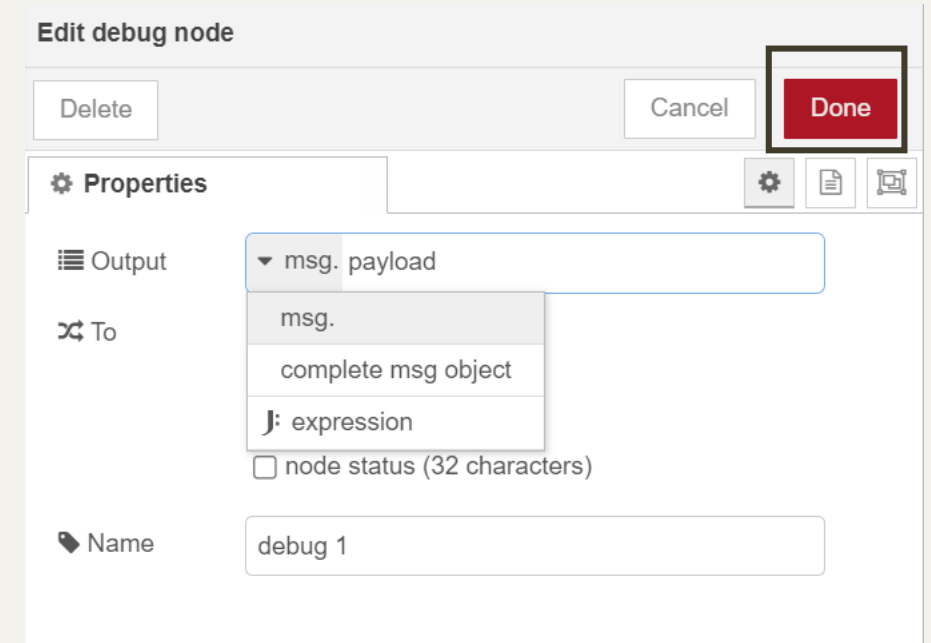 Edit debug node
Delete Cancel Done
Properties
Output msg. payload
msg.
To
complete msg object
expression
node status (32 characters)
Name debug 1